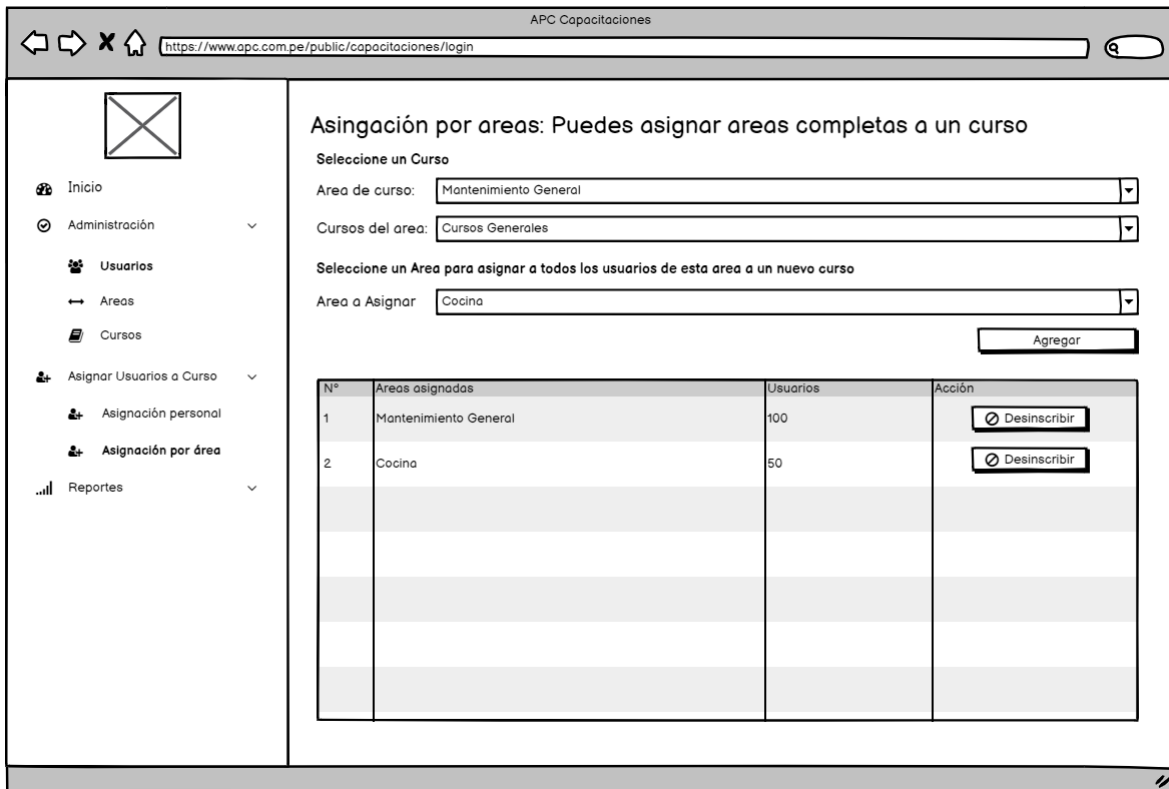 APC Capacitaciones
https://www.apc.com.pe/public/capacitaciones/login
Inicio
Administración
Usuarios
Areas
Cursos
Asignar Usuarios a Curso
Asignación personal
Asignación por área
Reportes
Asingación por areas: Puedes asignar areas completas a un curso
Seleccione un Curso
Area de curso: Mantenimiento General
Cursos del area: Cursos Generales
Seleccione un Area para asignar a todos los usuarios de esta area a un nuevo curso
Area a Asignar Cocina
Agregar
N° Areas asignadas Usuarios Acción
1 Mantenimiento General 100 Desinscribir
2 Cocina 50 Desinscribir